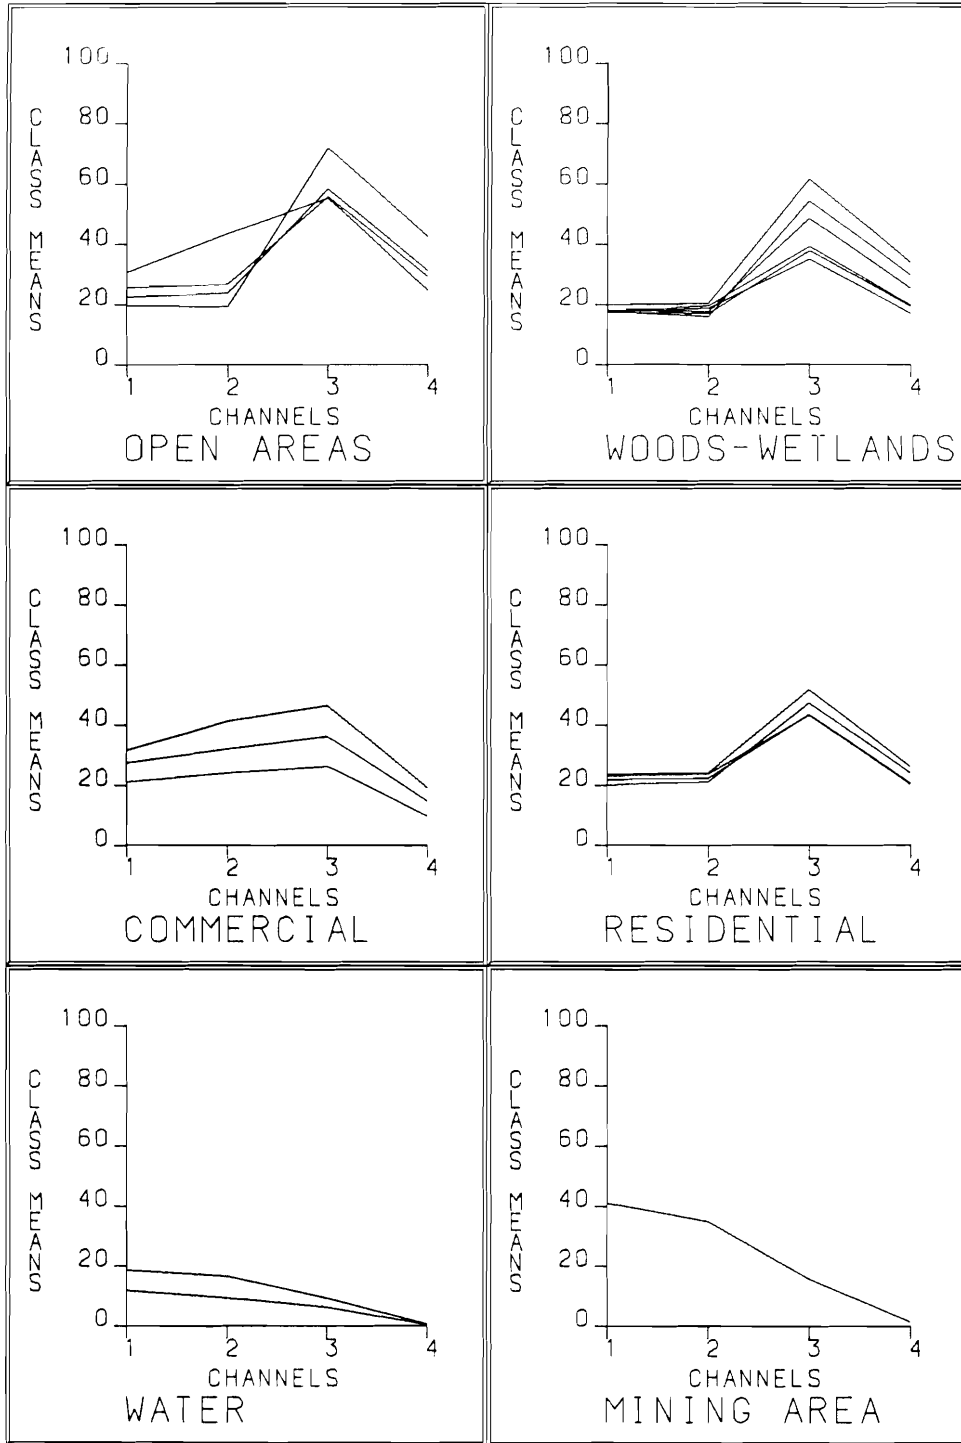 100
80
60
40
20
0
CLASS MEANS
1 2 3 4
CHANNELS
OPEN AREAS
100
80
60
40
20
0
CLASS MEANS
1 2 3 4
CHANNELS
WOODS-WETLANDS
100
80
60
40
20
0
CLASS MEANS
1 2 3 4
CHANNELS
COMMERCIAL
100
80
60
40
20
0
CLASS MEANS
1 2 3 4
CHANNELS
RESIDENTIAL
100
80
60
40
20
0
CLASS MEANS
1 2 3 4
CHANNELS
WATER
100
80
60
40
20
0
CLASS MEANS
1 2 3 4
CHANNELS
MINING AREA